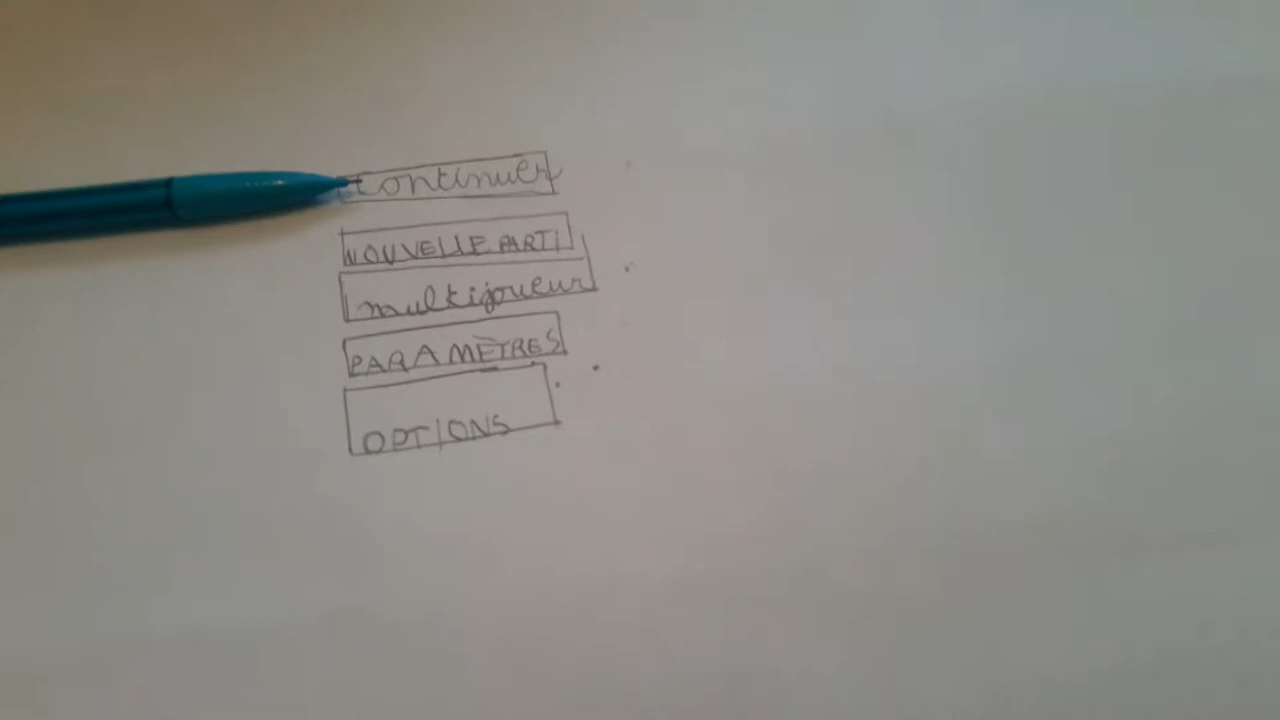 continuer
NOUVELLE PARTI
multijoueur
PARAMÈTRES
OPTIONS